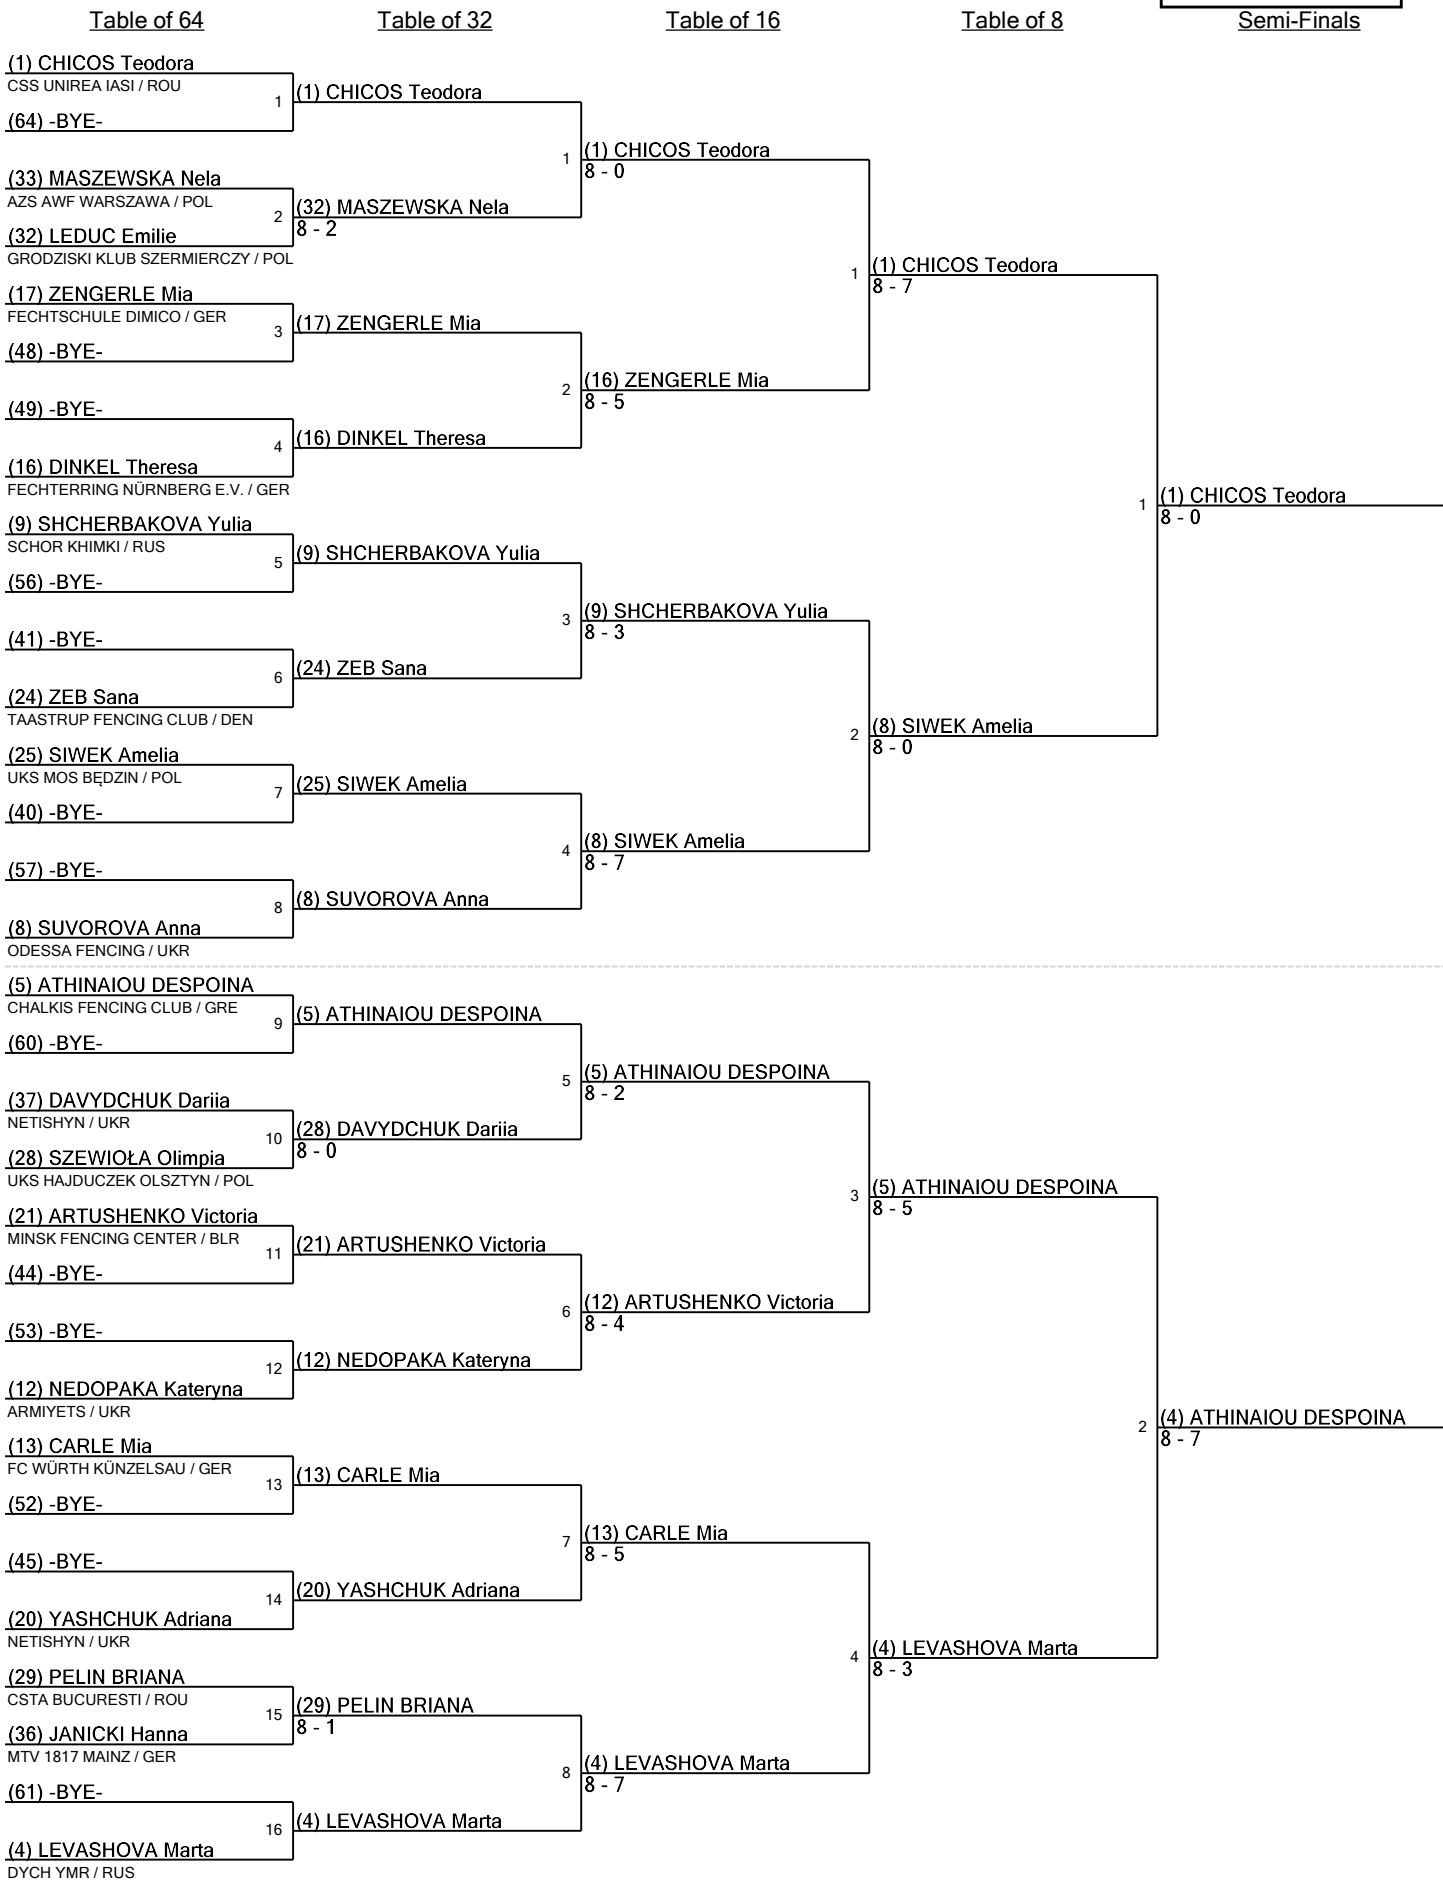 Table of 64
Table of 32
Table of 16
Table of 8
Semi-Finals
(1) CHICOS Teodora
CSS UNIREA IASI / ROU
1
(64) -BYE-
(33) MASZEWSKA Nela
AZS AWF WARSZAWA / POL
2
(32) LEDUC Emilie
GRODZISKI KLUB SZERMIERCZY / POL
(17) ZENGERLE Mia
FECHTSCHULE DIMICO / GER
3
(48) -BYE-
(49) -BYE-
4
(16) DINKEL Theresa
FECHTERRING NÜRNBERG E.V. / GER
(9) SHCHERBAKOVA Yulia
SCHOR KHIMKI / RUS
5
(56) -BYE-
(41) -BYE-
6
(24) ZEB Sana
TAASTRUP FENCING CLUB / DEN
(25) SIWEK Amelia
UKS MOS BĘDZIN / POL
7
(40) -BYE-
(57) -BYE-
8
(8) SUVOROVA Anna
ODESSA FENCING / UKR
(5) ATHINAIOU DESPOINA
CHALKIS FENCING CLUB / GRE
9
(60) -BYE-
(37) DAVYDCHUK Dariia
NETISHYN / UKR
10
(28) SZEWIOŁA Olimpia
UKS HAJDUCZEK OLSZTYN / POL
(21) ARTUSHENKO Victoria
MINSK FENCING CENTER / BLR
11
(44) -BYE-
(53) -BYE-
12
(12) NEDOPAKA Kateryna
ARMIYETS / UKR
(13) CARLE Mia
FC WÜRTH KÜNZELSAU / GER
13
(52) -BYE-
(45) -BYE-
14
(20) YASHCHUK Adriana
NETISHYN / UKR
(29) PELIN BRIANA
CSTA BUCURESTI / ROU
15
(36) JANICKI Hanna
MTV 1817 MAINZ / GER
(61) -BYE-
16
(4) LEVASHOVA Marta
DYCH YMR / RUS
(1) CHICOS Teodora
1
(32) MASZEWSKA Nela
8 - 2
(17) ZENGERLE Mia
2
(16) DINKEL Theresa
(9) SHCHERBAKOVA Yulia
3
(24) ZEB Sana
(25) SIWEK Amelia
4
(8) SUVOROVA Anna
(5) ATHINAIOU DESPOINA
5
(28) DAVYDCHUK Dariia
8 - 0
(21) ARTUSHENKO Victoria
6
(12) NEDOPAKA Kateryna
(13) CARLE Mia
7
(20) YASHCHUK Adriana
(29) PELIN BRIANA
8 - 1
8
(4) LEVASHOVA Marta
(1) CHICOS Teodora
8 - 0
1
(16) ZENGERLE Mia
8 - 5
(9) SHCHERBAKOVA Yulia
8 - 3
2
(8) SIWEK Amelia
8 - 7
(5) ATHINAIOU DESPOINA
8 - 2
3
(12) ARTUSHENKO Victoria
8 - 4
(13) CARLE Mia
8 - 5
4
(4) LEVASHOVA Marta
8 - 7
(1) CHICOS Teodora
8 - 7
1
(8) SIWEK Amelia
8 - 0
(5) ATHINAIOU DESPOINA
8 - 5
2
(4) LEVASHOVA Marta
8 - 3
(1) CHICOS Teodora
8 - 0
(4) ATHINAIOU DESPOINA
8 - 7